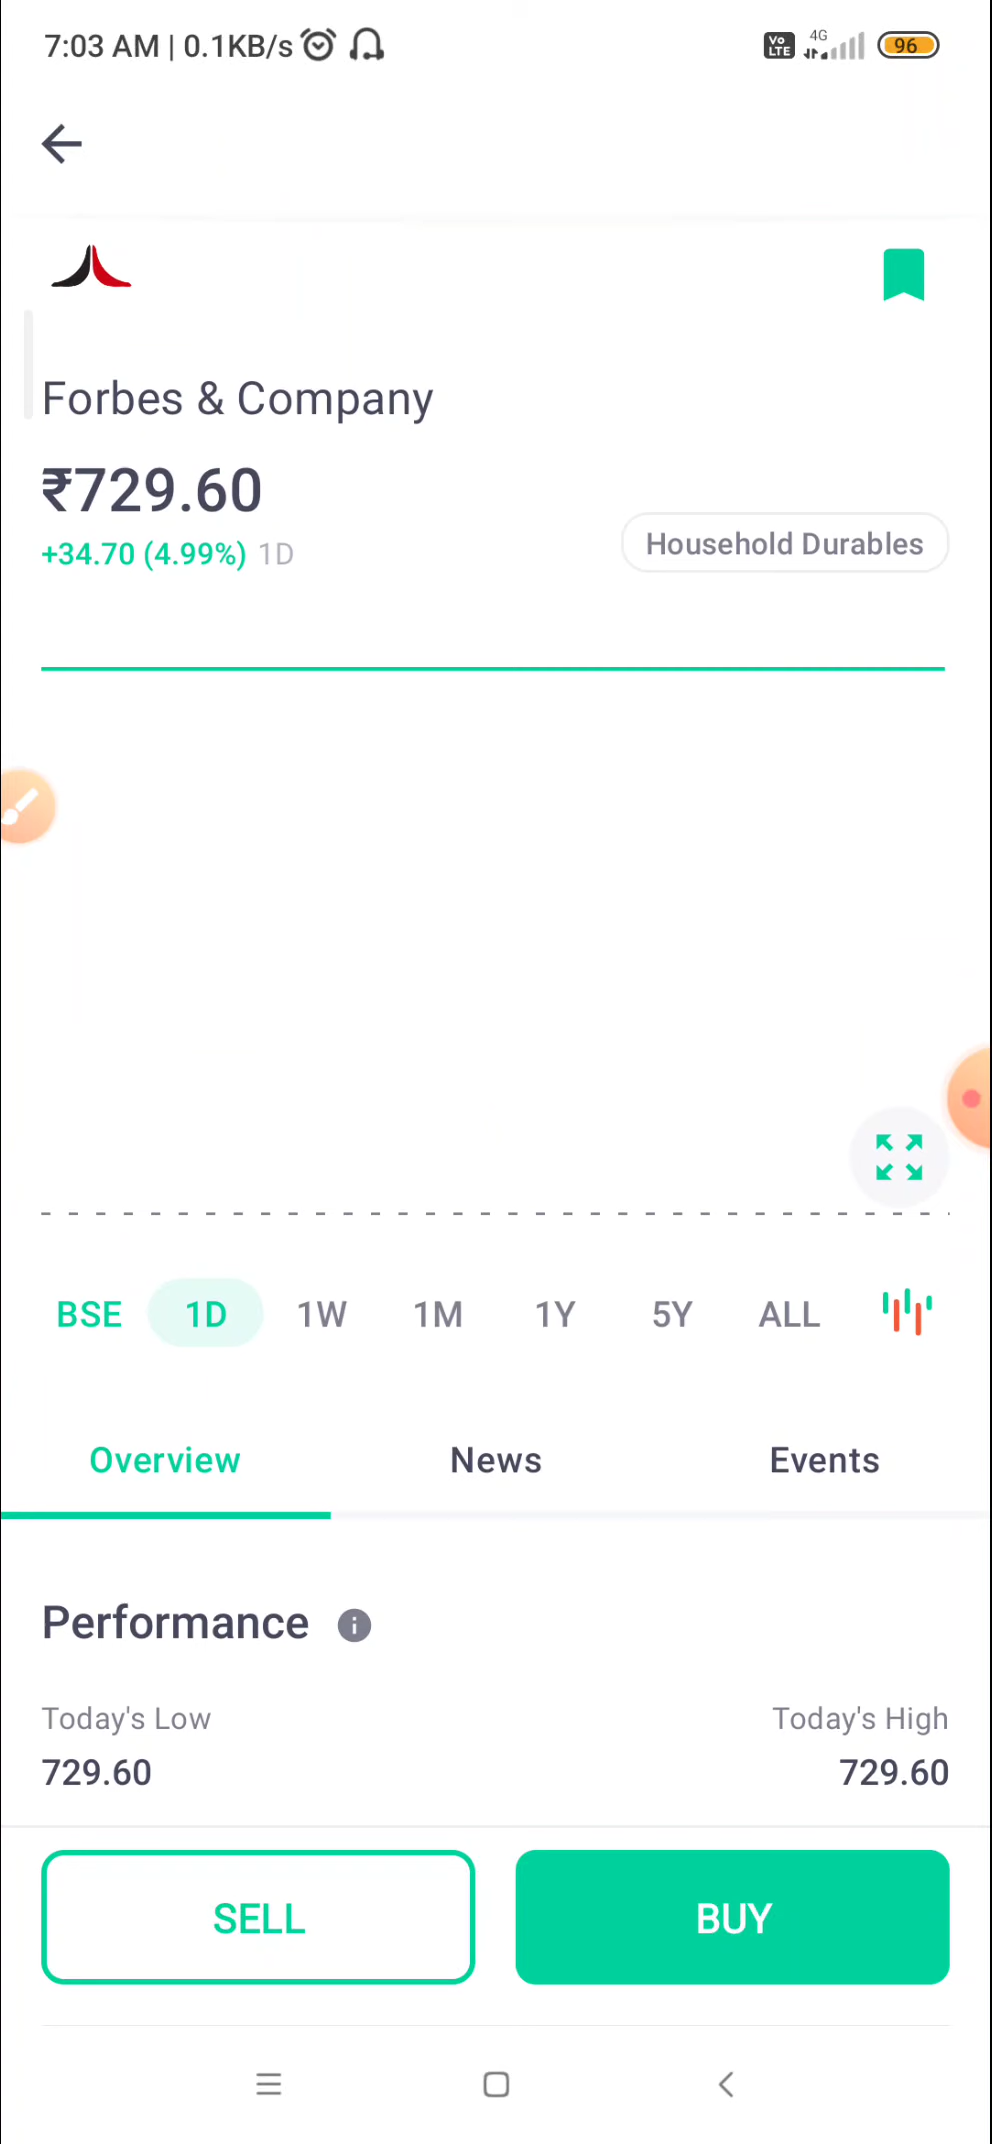 7:03 AM | 0.1KB/s
Vo LTE 4G 96
Forbes & Company
₹729.60
+34.70 (4.99%) 1D
Household Durables
BSE 1D 1W 1M 1Y 5Y ALL
Overview News Events
Performance
Today's Low Today's High
729.60 729.60
SELL BUY